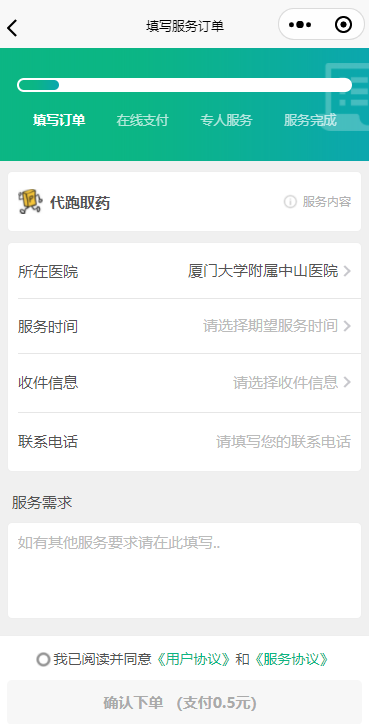 填写服务订单
填写订单 在线支付 专人服务 服务完成
代跑取药 服务内容
所在医院 厦门大学附属中山医院
服务时间 请选择期望服务时间
收件信息 请选择收件信息
联系电话 请填写您的联系电话
服务需求
如有其他服务要求请在此填写..
我已阅读并同意《用户协议》和《服务协议》
确认下单 (支付0.5元)